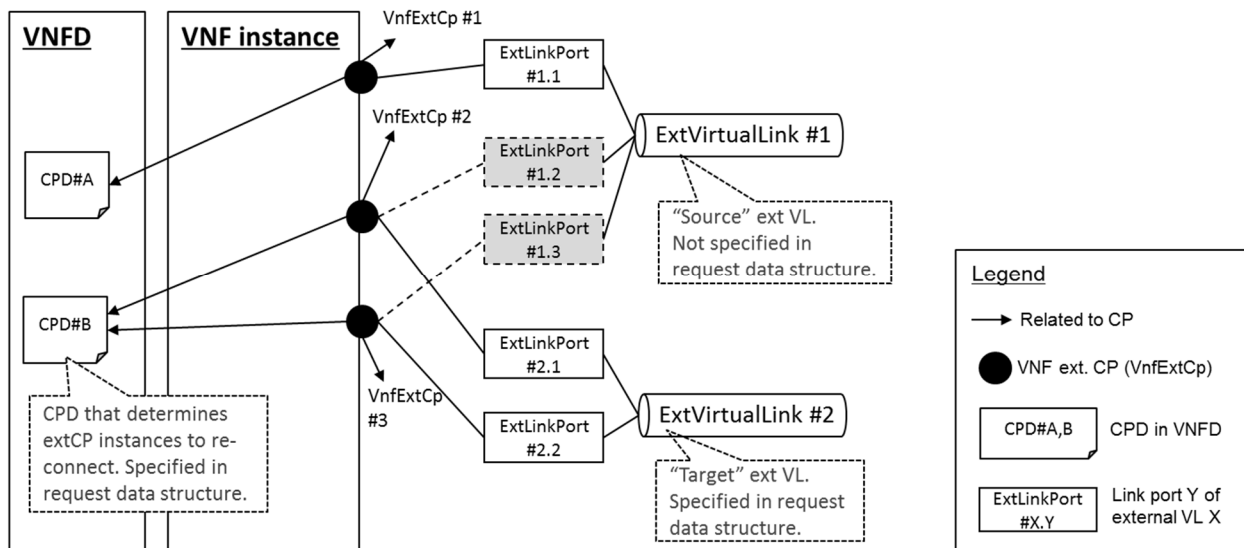 VNFD
VNF instance
VnfExtCp #1
ExtLinkPort
#1.1
VnfExtCp #2
ExtVirtualLink #1
ExtLinkPort
#1.2
CPD#A
“Source” ext VL.
Not specified in
request data structure.
ExtLinkPort
#1.3
CPD#B
ExtLinkPort
#2.1
VnfExtCp
#3
CPD that determines
extCP instances to re-
connect. Specified in
request data structure.
ExtLinkPort
#2.2
ExtVirtualLink #2
“Target” ext VL.
Specified in request
data structure.
Legend
Related to CP
VNF ext. CP (VnfExtCp)
CPD#A,B
CPD in VNFD
ExtLinkPort
#X.Y
Link port Y of
external VL X